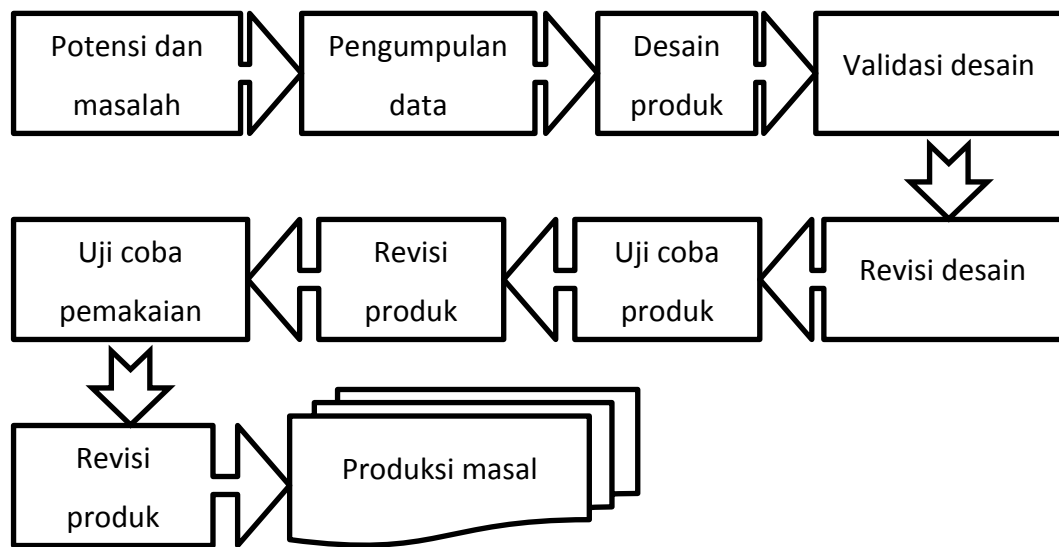 Potensi dan
masalah
Pengumpulan
data
Desain
produk
Validasi desain
Revisi desain
Uji coba
produk
Revisi
produk
Uji coba
pemakaian
Revisi
produk
Produksi masal